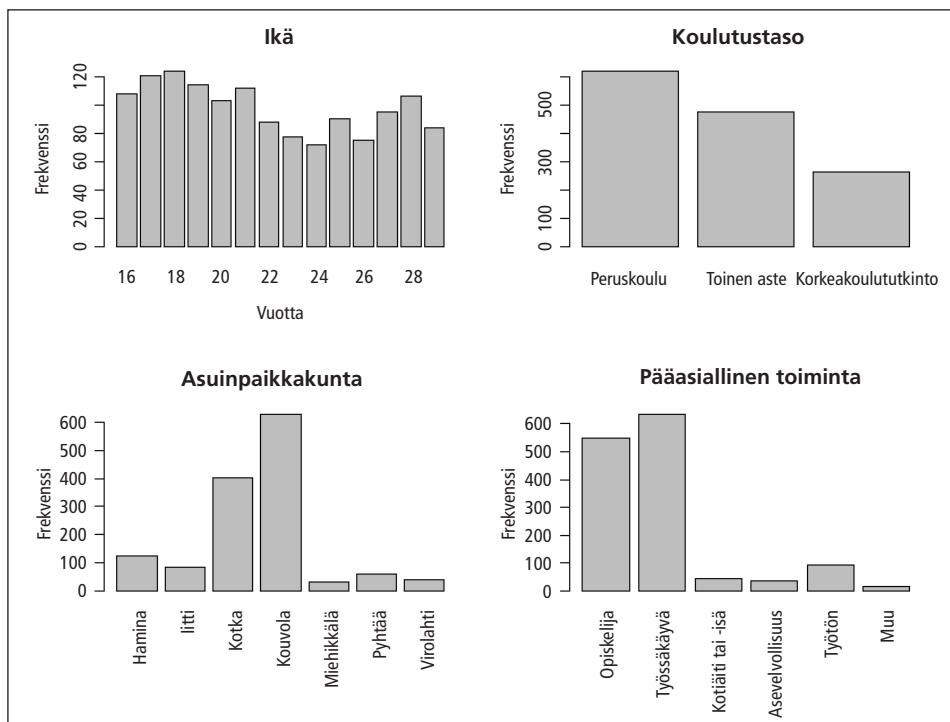 Ikä
Frekvenssi
0 20 40 60 80 120
16 18 20 22 24 26 28
Vuotta
Koulutustaso
Frekvenssi
0 100 300 500
Peruskoulu Toinen aste Korkeakoulututkinto
Asuinpaikkakunta
Frekvenssi
600
500
400
300
200
100
0
Hamina
Iitti
Kotka
Kouvola
Miehikkälä
Pyhtää
Virolahti
Pääasiallinen toiminta
Frekvenssi
600
500
400
300
200
100
0
Opiskelija
Työssäkäyvä
Kotiäiti tai -isä
Asevelvollisuus
Työtön
Muu